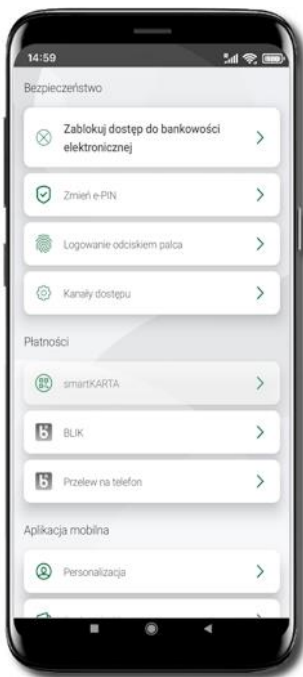 14:59
Bezpieczeństwo
Zablokuj dostęp do bankowości
elektronicznej
Zmień e-PIN
Logowanie odciskiem palca
Kanały dostępu
Płatności
smartKARTA
BLIK
Przelew na telefon
Aplikacja mobilna
Personalizacja